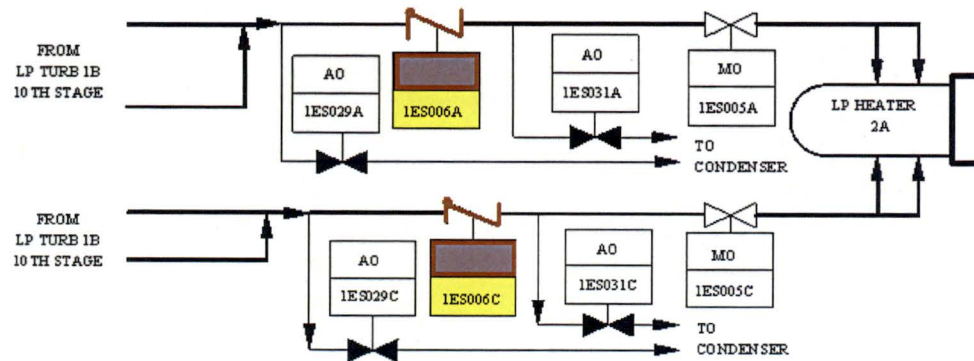 FROM
LP TURB 1B
10 TH STAGE
AO
1ES029A
1ES006A
AO
1ES031A
MO
1ES005A
LP HEATER
2A
TO
CONDENSER
FROM
LP TURB 1B
10 TH STAGE
AO
1ES029C
1ES006C
AO
1ES031C
MO
1ES005C
TO
CONDENSER